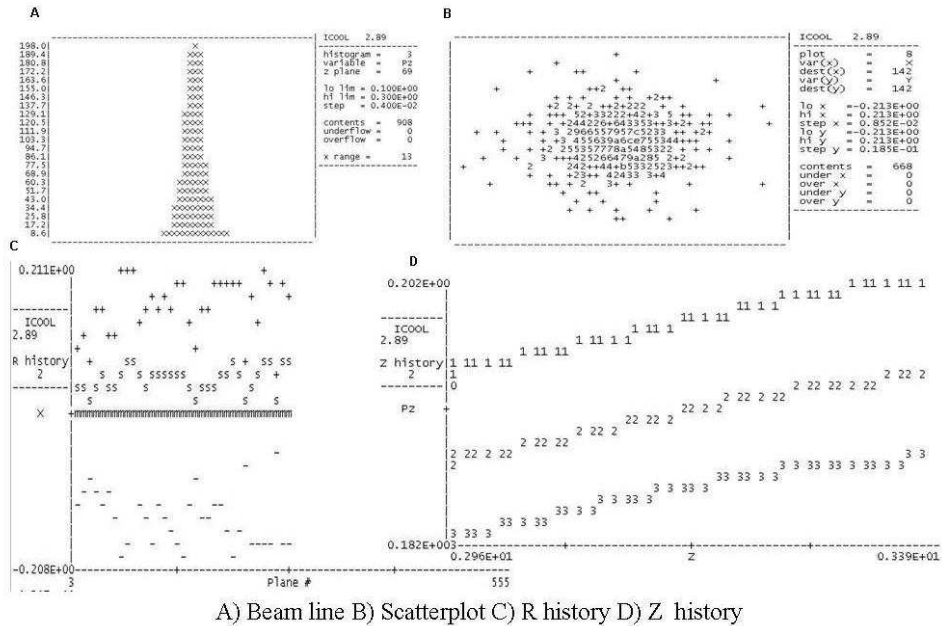 A
ICOOL 2.89
198.0
189.4
180.8
172.2
163.6
155.0
146.3
137.7
129.1
120.5
111.9
103.3
94.7
86.1
77.5
68.9
60.3
51.7
43.0
34.4
25.8
17.2
8.6
histogram = 3
variable = Pz
z plane = 69
lo lim = 0.100E+00
hi lim = 0.300E+00
step = 0.400E-02
contents = 908
underflow = 0
overflow = 0
x range = 13
B
ICOOL 2.89
plot = 8
var(x) = X
dest(x) = 142
var(y) = Y
dest(y) = 142
lo x =-0.213E+00
hi x = 0.213E+00
step x = 0.852E-02
lo y =-0.213E+00
hi y = 0.213E+00
step y = 0.185E-01
contents = 668
under x = 0
over x = 0
under y = 0
over y = 0
C
0.211E+00
ICOOL
2.89
R history
2
X
-0.208E+00
3
Plane #
555
D
0.202E+00
ICOOL
2.89
Z history
2
Pz
0.182E+00
0.296E+01
Z
0.339E+01
A) Beam line B) Scatterplot C) R history D) Z history